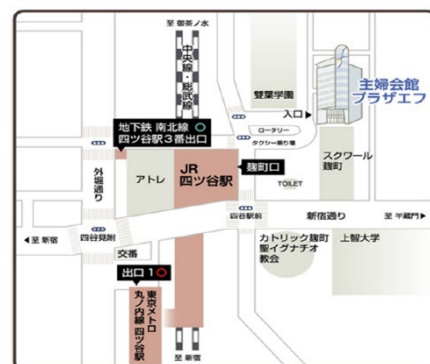 至 御茶ノ水
中央線・総武線
雙葉学園
主婦会館
プラザエフ
入口
地下鉄 南北線
四ツ谷駅3番出口
ロータリー
タクシー乗り場
麹町口
スクワール
麹町
外堀通り
アトレ
JR
四ツ谷駅
TOILET
四谷駅前
新宿通り
至 半蔵門
至 新宿
四谷見附
交番
カトリック麹町
聖イグナチオ
教会
上智大学
出口 1
東京メトロ
丸ノ内線 四ツ谷駅
至 新宿